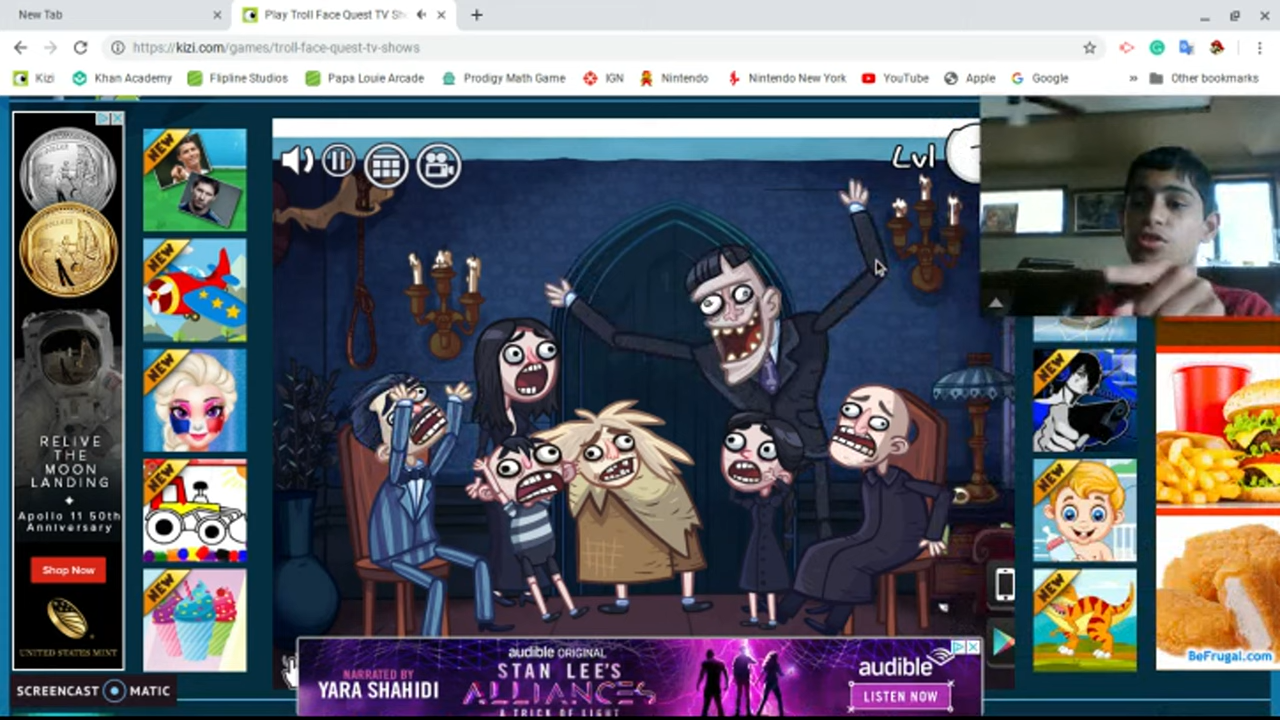 New Tab
Play Troll Face Quest TV Sh
https://kizi.com/games/troll-face-quest-tv-shows
Kizi
Khan Academy
Flipline Studios
Papa Louie Arcade
Prodigy Math Game
IGN
Nintendo
Nintendo New York
YouTube
Apple
Google
» Other bookmarks
NEW
NEW
NEW
NEW
NEW
Lvl
NEW
NEW
NEW
RELIVE
THE
MOON
LANDING
Apollo 11 50th
Anniversary
Shop Now
UNITED STATES MINT
SCREENCAST MATIC
NARRATED BY
YARA SHAHIDI
audible ORIGINAL
STAN LEE'S
ALLIANCES
A TRICK OF LIGHT
audible
LISTEN NOW
BeFrugal.com